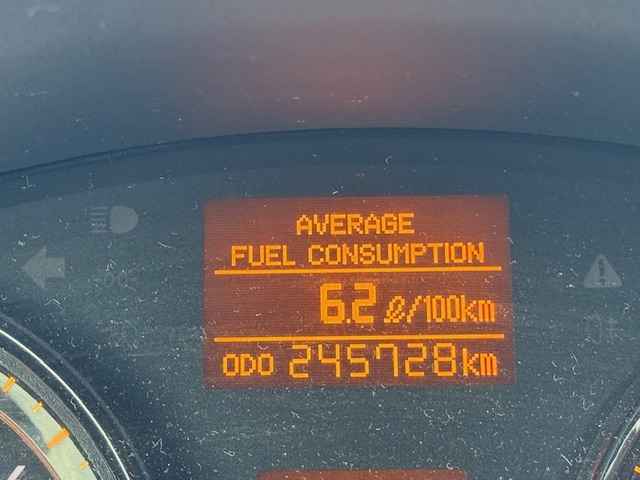 AVERAGE
FUEL CONSUMPTION
6.2 ℓ/100km
ODO 245728km